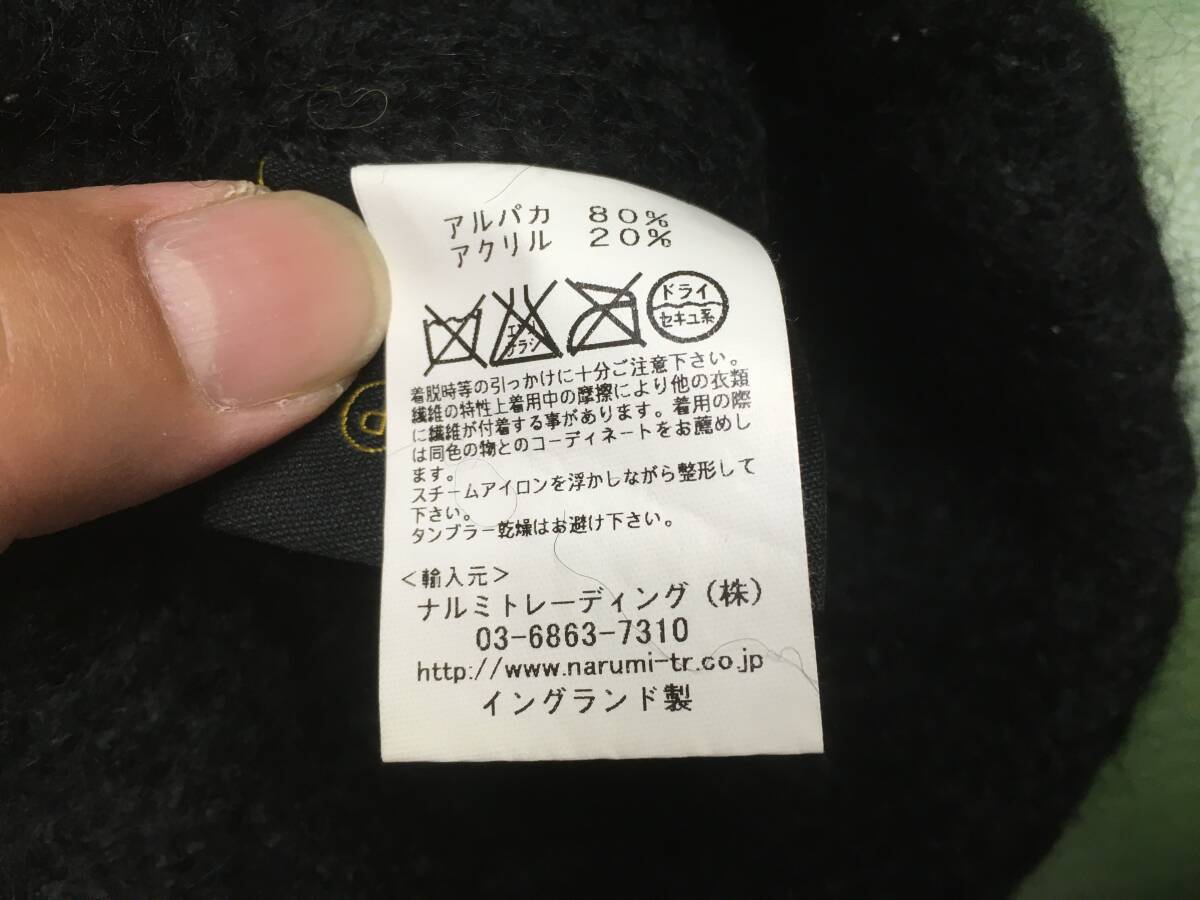 アルパカ 80%
アクリル 20%
エンソ
サラシ
ドライ
セキユ系
着脱時等の引っかけに十分ご注意下さい。
繊維の特性上着用中の摩擦により他の衣類
に繊維が付着する事があります。着用の際
は同色の物とのコーディネートをお薦めし
ます。
スチームアイロンを浮かしながら整形して
下さい。
タンブラー乾燥はお避け下さい。
<輸入元>
ナルミトレーディング(株)
03-6863-7310
http://www.narumi-tr.co.jp
イングランド製